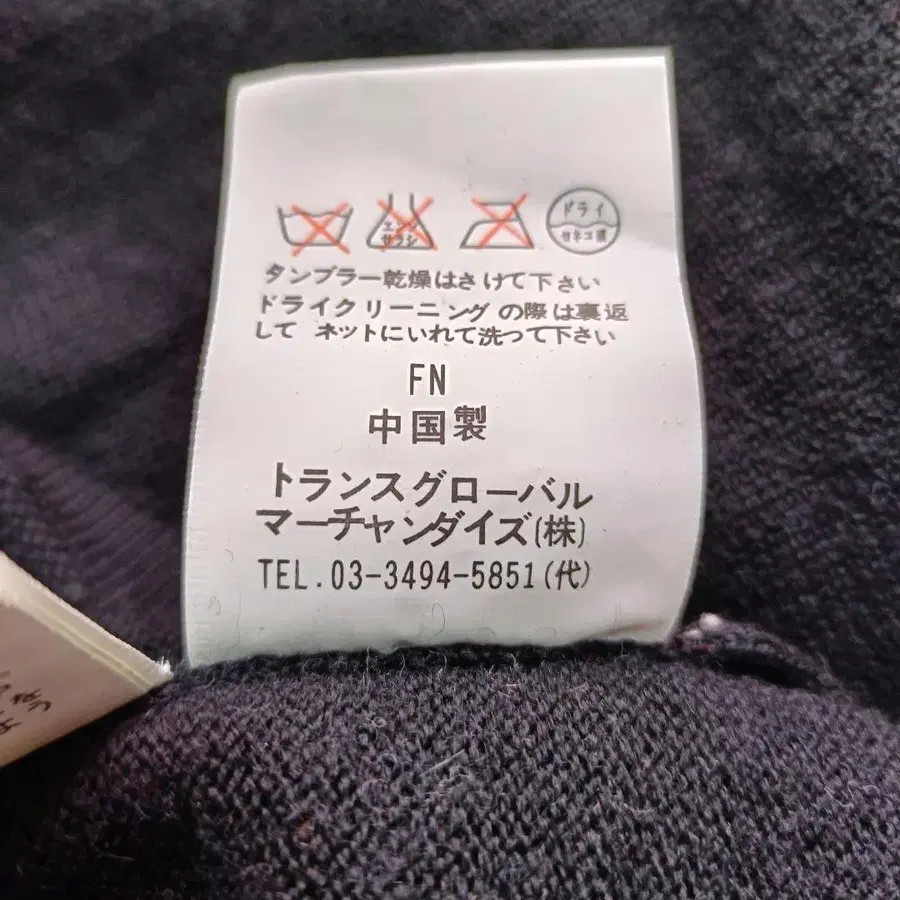 エンソ
サラシ
ドライ
セキユ系
タンブラー乾燥はさけて下さい
ドライクリーニングの際は裏返
して ネットにいれて洗って下さい
FN
中国製
トランスグローバル
マーチャンダイズ(株)
TEL.03-3494-5851(代)